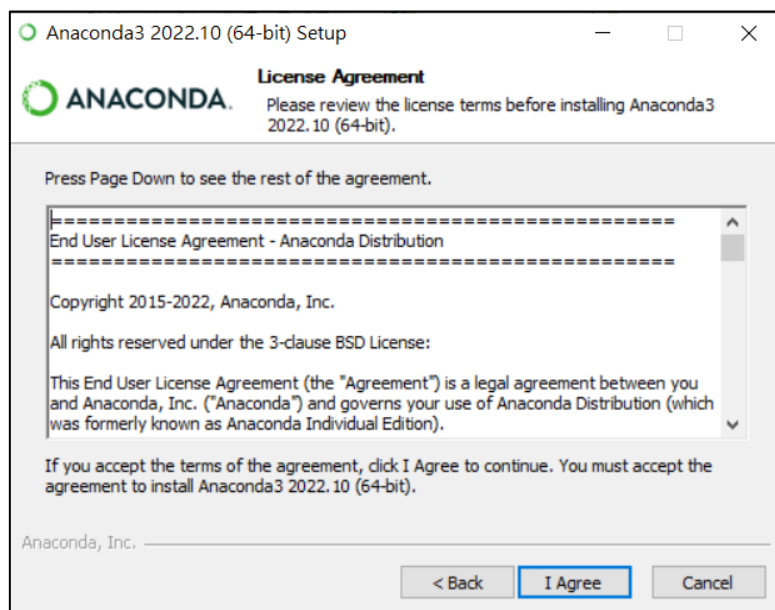 Anaconda3 2022.10 (64-bit) Setup
ANACONDA.
License Agreement
Please review the license terms before installing Anaconda3
2022.10 (64-bit).
Press Page Down to see the rest of the agreement.
====================================================
End User License Agreement - Anaconda Distribution
====================================================
Copyright 2015-2022, Anaconda, Inc.
All rights reserved under the 3-clause BSD License:
This End User License Agreement (the "Agreement") is a legal agreement between you
and Anaconda, Inc. ("Anaconda") and governs your use of Anaconda Distribution (which
was formerly known as Anaconda Individual Edition).
If you accept the terms of the agreement, click I Agree to continue. You must accept the
agreement to install Anaconda3 2022.10 (64-bit).
Anaconda, Inc.
< Back
I Agree
Cancel